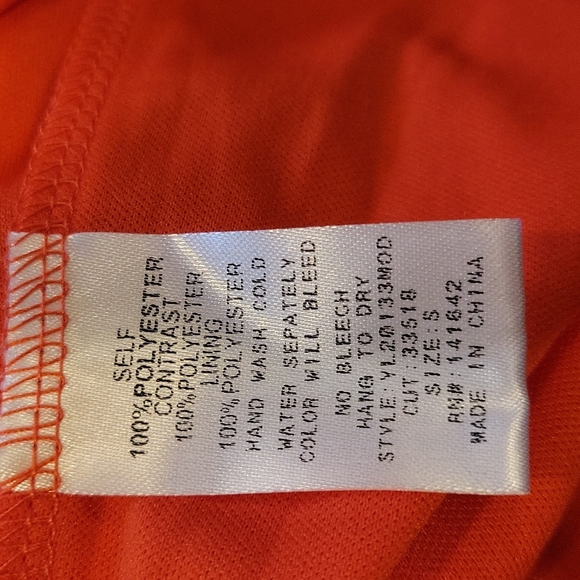 SELF
100%POLYESTER
CONTRAST
100%POLYESTER
LINING
100%POLYESTER
HAND WASH COLD
WATER SEPATELY
COLOR WILL BLEED
NO BLEECH
HANG TO DRY
STYLE YL20133MOD
CUT:33518
SIZE:S
RN#:141642
MADE IN CHINA